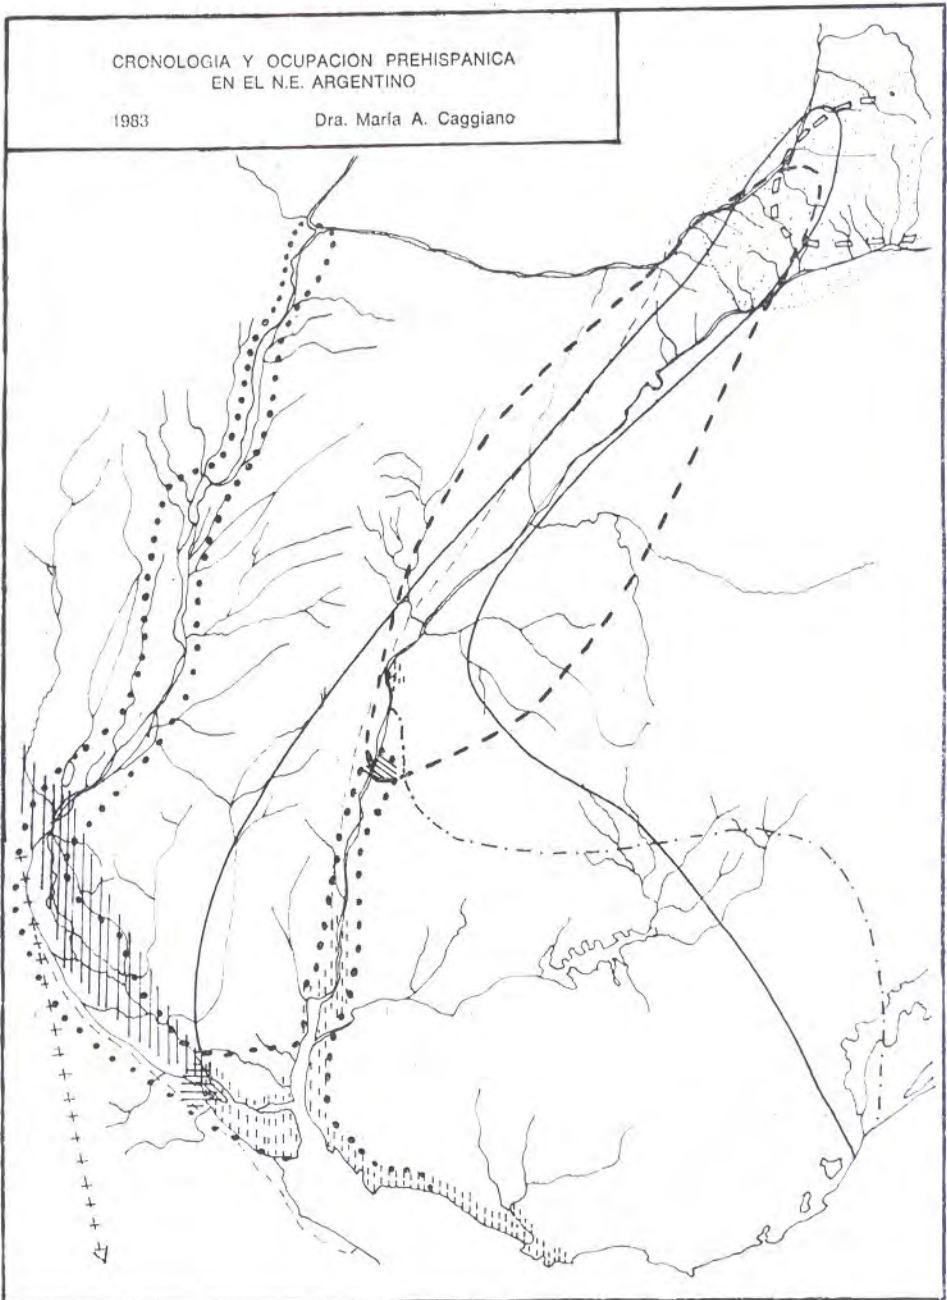 CRONOLOGIA Y OCUPACION PREHISPANICA
EN EL N.E. ARGENTINO
1983 Dra. María A. Caggiano